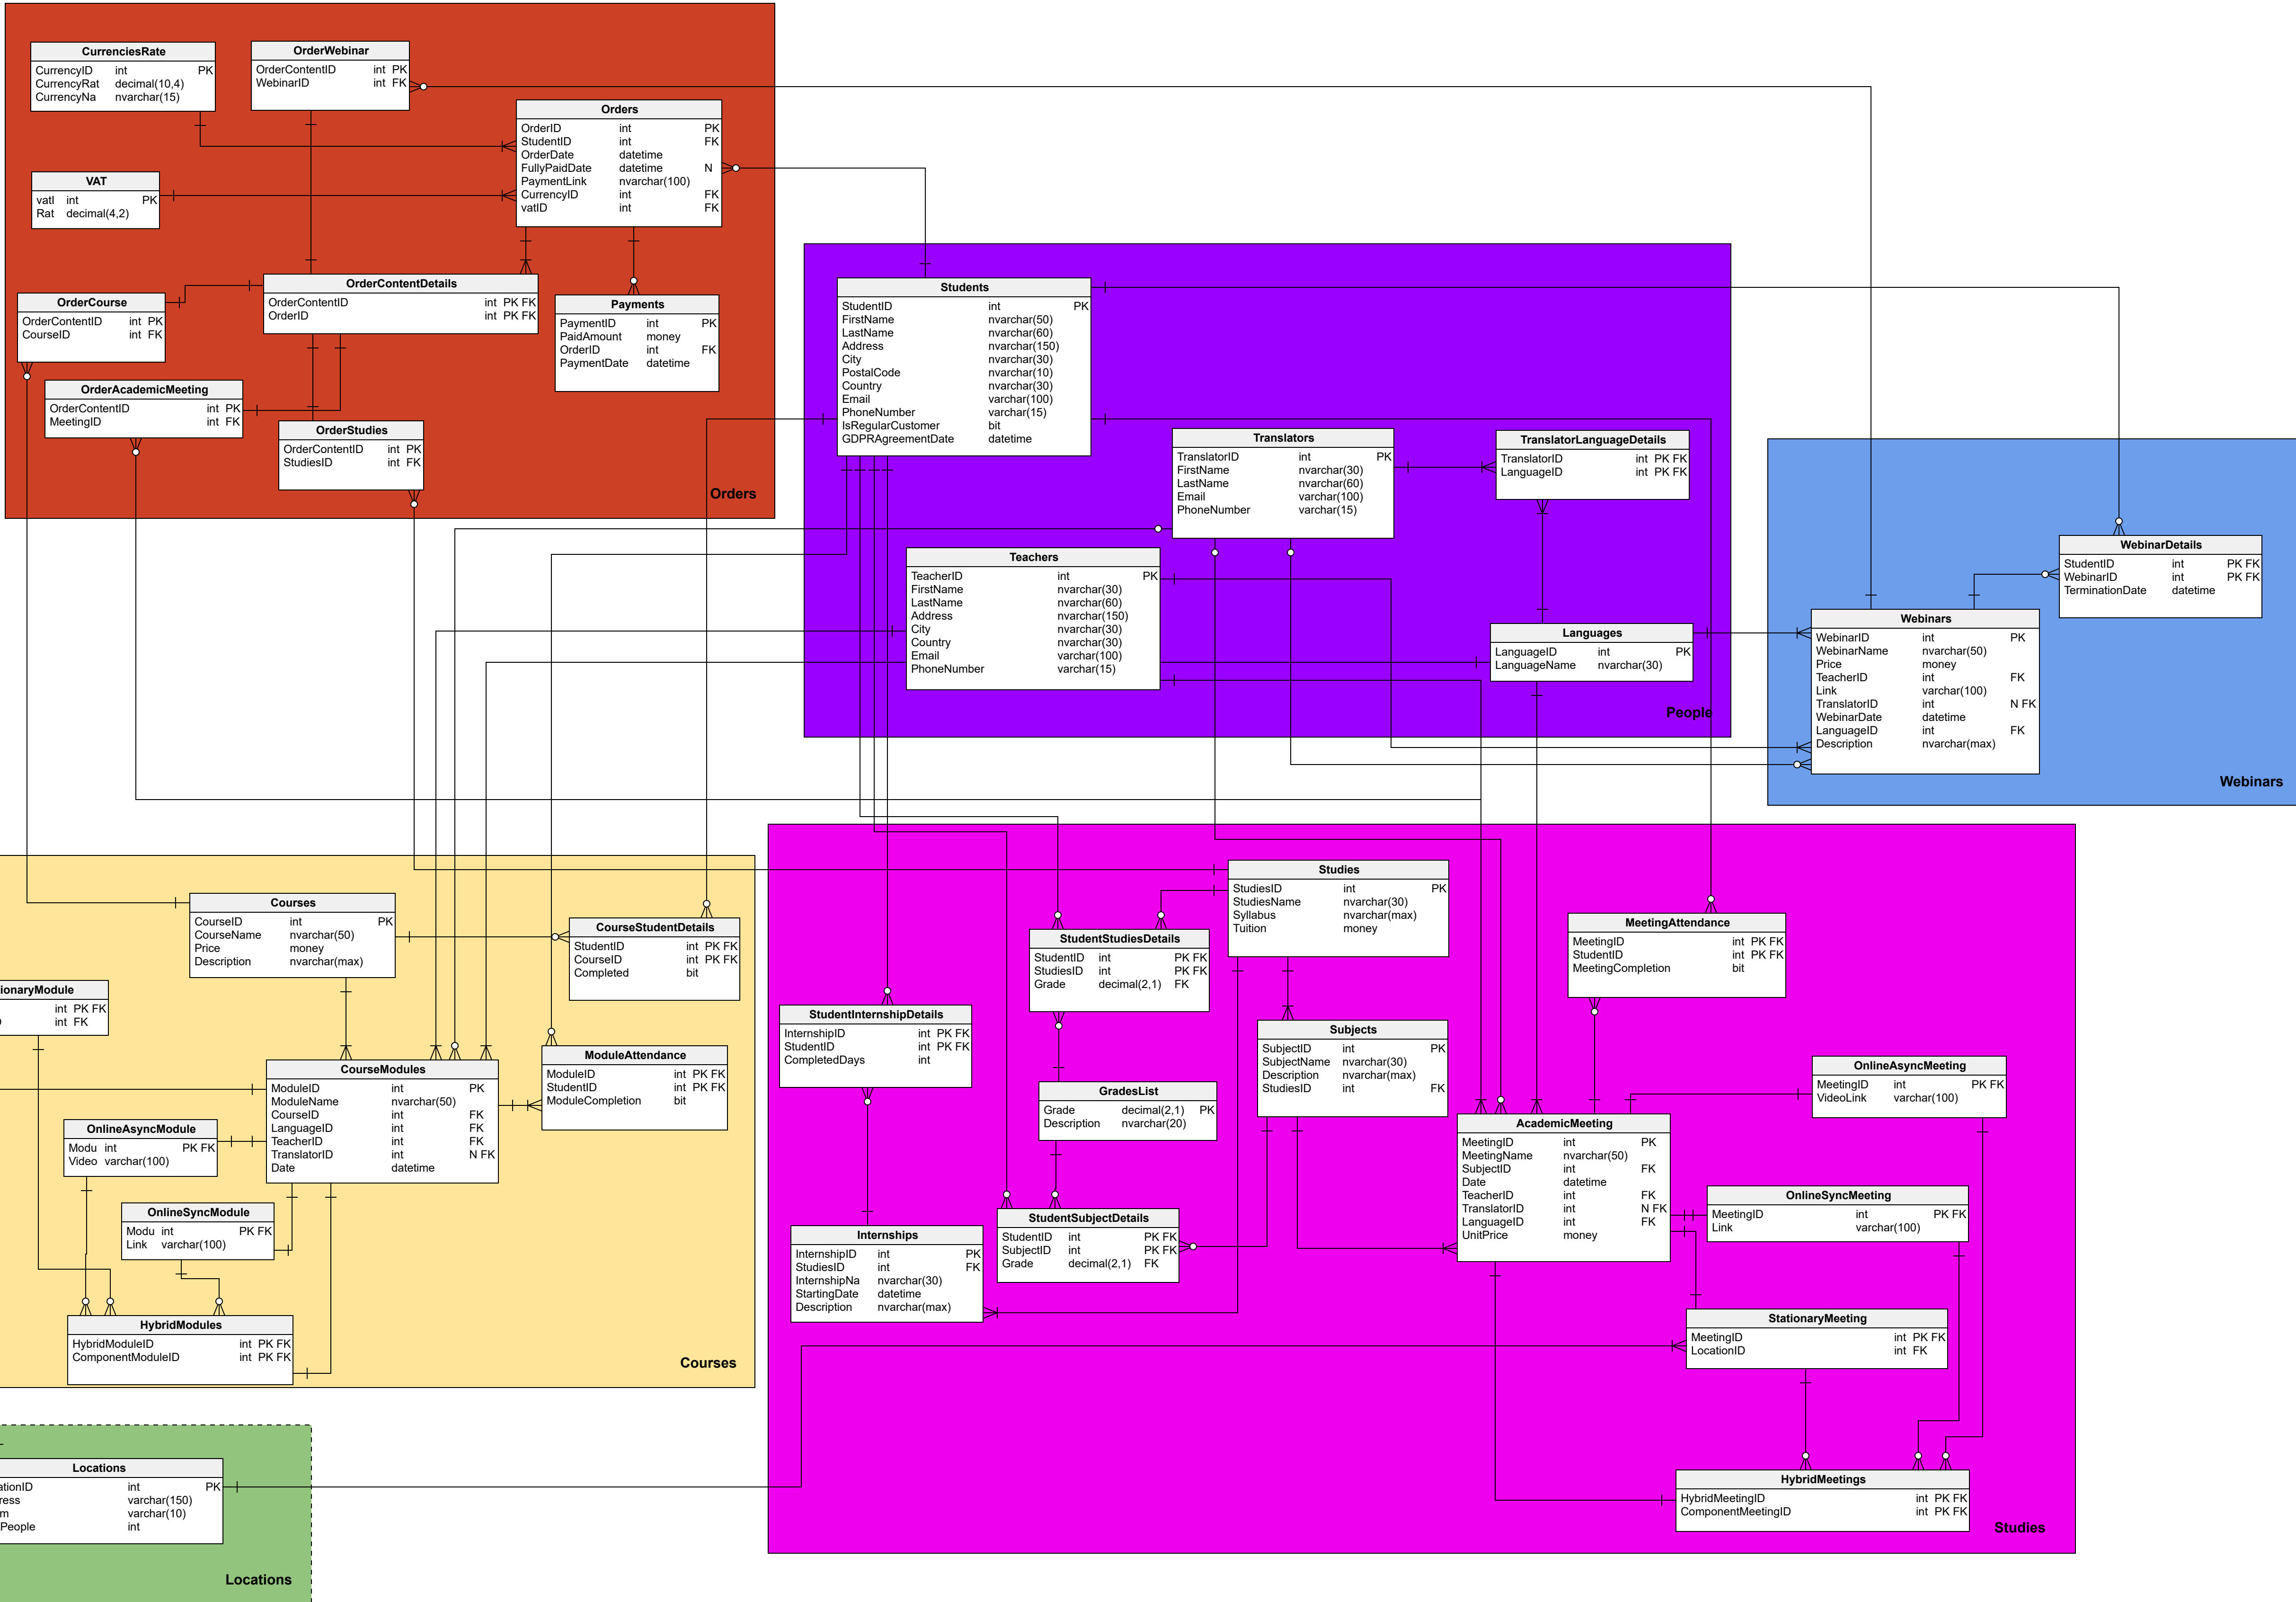 CurrenciesRate
CurrencyID int PK
CurrencyRat decimal(10,4)
CurrencyNa nvarchar(15)
OrderWebinar
OrderContentID int PK
WebinarID int FK
Orders
OrderID int PK
StudentID int FK
OrderDate datetime
FullyPaidDate datetime N
PaymentLink nvarchar(100)
CurrencyID int FK
vatID int FK
VAT
vatI int PK
Rat decimal(4,2)
OrderContentDetails
OrderContentID int PK FK
OrderID int PK FK
OrderCourse
OrderContentID int PK
CourseID int FK
Payments
PaymentID int PK
PaidAmount money
OrderID int FK
PaymentDate datetime
OrderAcademicMeeting
OrderContentID int PK
MeetingID int FK
OrderStudies
OrderContentID int PK
StudiesID int FK
Orders
Students
StudentID int PK
FirstName nvarchar(50)
LastName nvarchar(60)
Address nvarchar(150)
City nvarchar(30)
PostalCode nvarchar(10)
Country nvarchar(30)
Email varchar(100)
PhoneNumber varchar(15)
IsRegularCustomer bit
GDPRAgreementDate datetime
Translators
TranslatorID int PK
FirstName nvarchar(30)
LastName nvarchar(60)
Email varchar(100)
PhoneNumber varchar(15)
TranslatorLanguageDetails
TranslatorID int PK FK
LanguageID int PK FK
Teachers
TeacherID int PK
FirstName nvarchar(30)
LastName nvarchar(60)
Address nvarchar(150)
City nvarchar(30)
Country nvarchar(30)
Email varchar(100)
PhoneNumber varchar(15)
Languages
LanguageID int PK
LanguageName nvarchar(30)
People
WebinarDetails
StudentID int PK FK
WebinarID int PK FK
TerminationDate datetime
Webinars
WebinarID int PK
WebinarName nvarchar(50)
Price money
TeacherID int FK
Link varchar(100)
TranslatorID int N FK
WebinarDate datetime
LanguageID int FK
Description nvarchar(max)
Webinars
Courses
CourseID int PK
CourseName nvarchar(50)
Price money
Description nvarchar(max)
CourseStudentDetails
StudentID int PK FK
CourseID int PK FK
Completed bit
ionaryModule
int PK FK
int FK
CourseModules
ModuleID int PK
ModuleName nvarchar(50)
CourseID int FK
LanguageID int FK
TeacherID int FK
TranslatorID int N FK
Date datetime
ModuleAttendance
ModuleID int PK FK
StudentID int PK FK
ModuleCompletion bit
OnlineAsyncModule
Modu int PK FK
Video varchar(100)
OnlineSyncModule
Modu int PK FK
Link varchar(100)
HybridModules
HybridModuleID int PK FK
ComponentModuleID int PK FK
Courses
Locations
ationID int PK
ress varchar(150)
m varchar(10)
People int
Locations
Studies
StudiesID int PK
StudiesName nvarchar(30)
Syllabus nvarchar(max)
Tuition money
StudentStudiesDetails
StudentID int PK FK
StudiesID int PK FK
Grade decimal(2,1) FK
MeetingAttendance
MeetingID int PK FK
StudentID int PK FK
MeetingCompletion bit
StudentInternshipDetails
InternshipID int PK FK
StudentID int PK FK
CompletedDays int
Subjects
SubjectID int PK
SubjectName nvarchar(30)
Description nvarchar(max)
StudiesID int FK
GradesList
Grade decimal(2,1) PK
Description nvarchar(20)
OnlineAsyncMeeting
MeetingID int PK FK
VideoLink varchar(100)
AcademicMeeting
MeetingID int PK
MeetingName nvarchar(50)
SubjectID int FK
Date datetime
TeacherID int FK
TranslatorID int N FK
LanguageID int FK
UnitPrice money
OnlineSyncMeeting
MeetingID int PK FK
Link varchar(100)
Internships
InternshipID int PK
StudiesID int FK
InternshipNa nvarchar(30)
StartingDate datetime
Description nvarchar(max)
StudentSubjectDetails
StudentID int PK FK
SubjectID int PK FK
Grade decimal(2,1) FK
StationaryMeeting
MeetingID int PK FK
LocationID int FK
HybridMeetings
HybridMeetingID int PK FK
ComponentMeetingID int PK FK
Studies